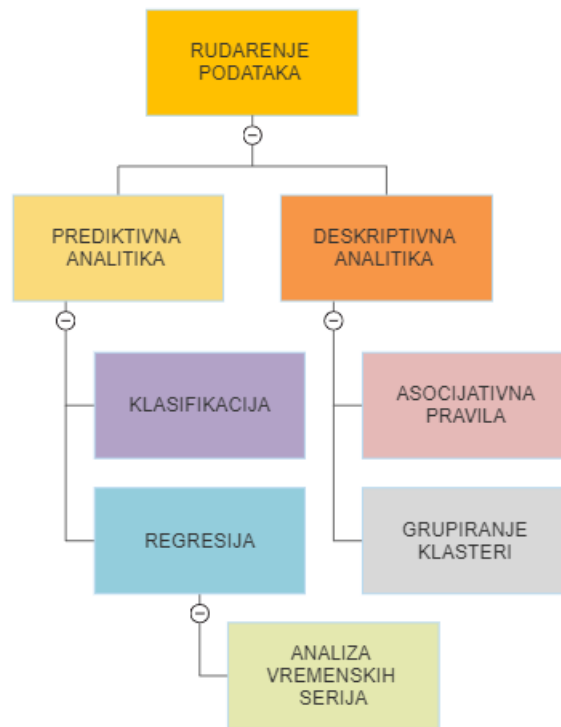 RUDARENJE
PODATAKA
PREDIKTIVNA
ANALITIKA
DESKRIPTIVNA
ANALITIKA
KLASIFIKACIJA
ASOCIJATIVNA
PRAVILA
REGRESIJA
GRUPIRANJE
KLASTERI
ANALIZA
VREMENSKIH
SERIJA